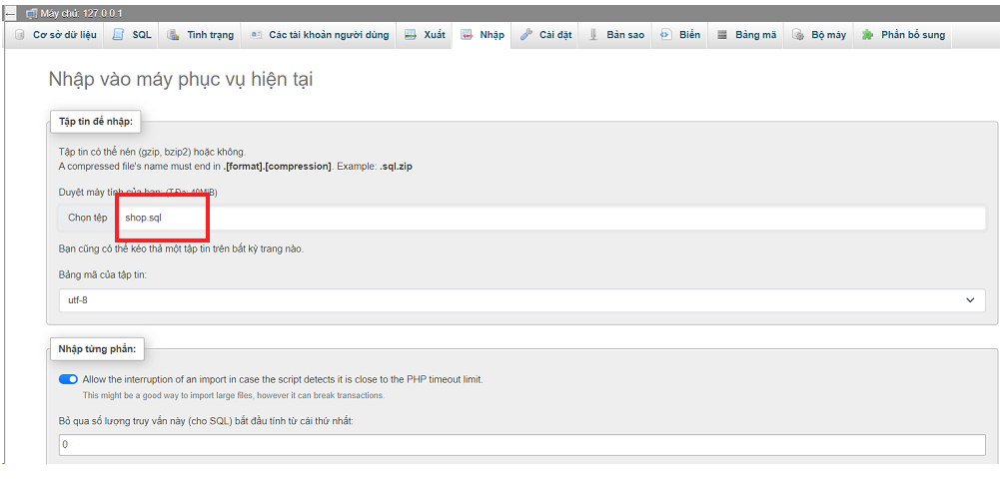 Máy chủ: 127.0.0.1
Cơ sở dữ liệu SQL Tình trạng Các tài khoản người dùng Xuất Nhập Cài đặt Bản sao Biến Bảng mã Bộ máy Phần bổ sung
Nhập vào máy phục vụ hiện tại
Tập tin để nhập:
Tập tin có thể nén (gzip, bzip2) hoặc không.
A compressed file's name must end in .[format].[compression]. Example: .sql.zip
Duyệt máy tính của bạn: (T.Đa: 40MiB)
Chọn tệp shop.sql
Bạn cũng có thể kéo thả một tập tin trên bất kỳ trang nào.
Bảng mã của tập tin:
utf-8
Nhập từng phần:
Allow the interruption of an import in case the script detects it is close to the PHP timeout limit.
This might be a good way to import large files, however it can break transactions.
Bỏ qua số lượng truy vấn này (cho SQL) bắt đầu tính từ cái thứ nhất:
0